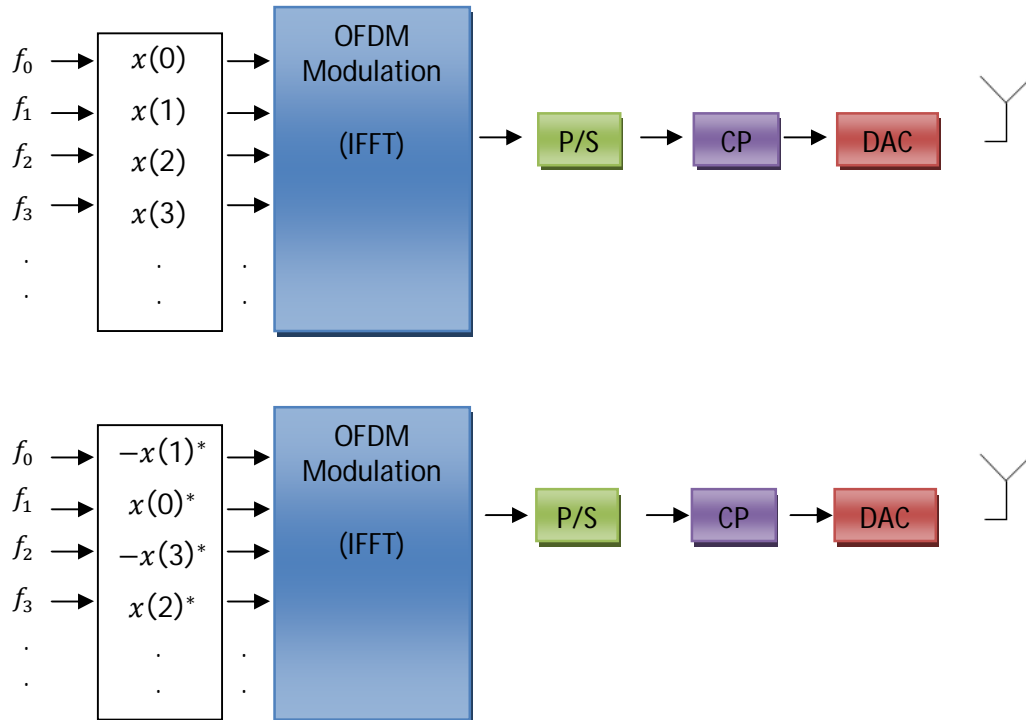 OFDM
Modulation
(IFFT)
f₀ x(0)
f₁ x(1)
f₂ x(2)
f₃ x(3)
. . .
. . .
P/S CP DAC
OFDM
Modulation
(IFFT)
f₀ −x(1)*
f₁ x(0)*
f₂ −x(3)*
f₃ x(2)*
. . .
. . .
P/S CP DAC